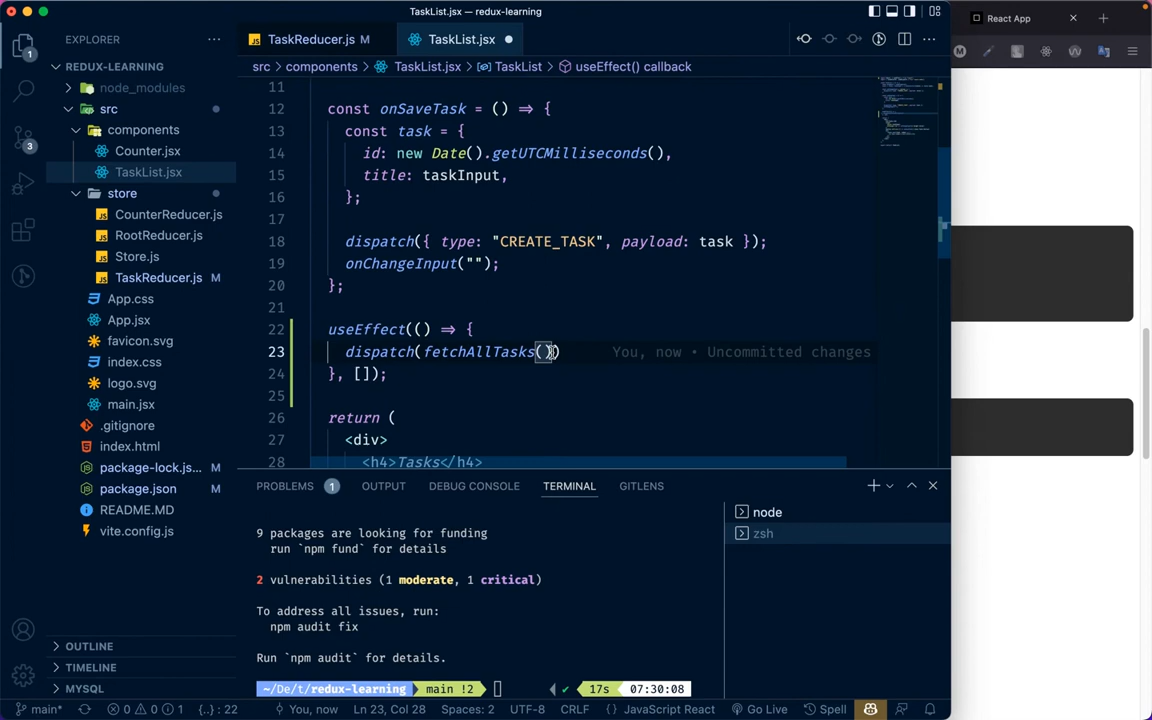 TaskList.jsx — redux-learning
React App
EXPLORER
TaskReducer.js M
TaskList.jsx
REDUX-LEARNING
src > components > TaskList.jsx > TaskList > useEffect() callback
node_modules
src
components
Counter.jsx
TaskList.jsx
store
CounterReducer.js
RootReducer.js
Store.js
TaskReducer.js M
App.css
App.jsx
favicon.svg
index.css
logo.svg
main.jsx
.gitignore
index.html
package-lock.js... M
package.json M
README.MD
vite.config.js
OUTLINE
TIMELINE
MYSQL
1
3
11
12 const onSaveTask = () => {
13 const task = {
14 id: new Date().getUTCMilliseconds(),
15 title: taskInput,
16 };
17
18 dispatch({ type: "CREATE_TASK", payload: task });
19 onChangeInput("");
20 };
21
22 useEffect(() => {
23 dispatch(fetchAllTasks()) You, now • Uncommitted changes
24 }, []);
25
26 return (
27 <div>
28 <h4>Tasks</h4>
PROBLEMS 1 OUTPUT DEBUG CONSOLE TERMINAL GITLENS
9 packages are looking for funding
run `npm fund` for details
2 vulnerabilities (1 moderate, 1 critical)
To address all issues, run:
npm audit fix
Run `npm audit` for details.
~/De/t/redux-learning main !2 ✓ 17s 07:30:08
node
zsh
main* 0 0 1 {..} : 22 You, now Ln 23, Col 28 Spaces: 2 UTF-8 CRLF JavaScript React Go Live Spell